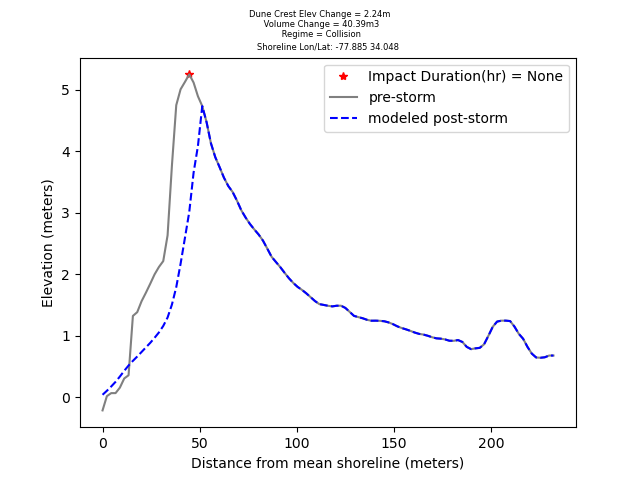 Dune Crest Elev Change = 2.24m
Volume Change = 40.39m3
Regime = Collision
Shoreline Lon/Lat: -77.885 34.048
Impact Duration(hr) = None
pre-storm
modeled post-storm
Elevation (meters)
5
4
3
2
1
0
0 50 100 150 200
Distance from mean shoreline (meters)